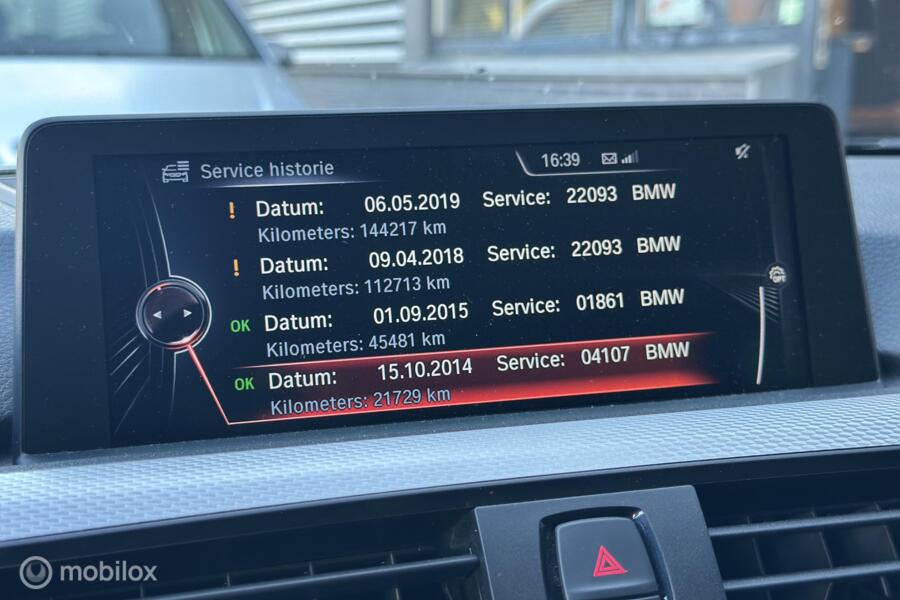 Service historie
16:39
! Datum: 06.05.2019 Service: 22093 BMW
Kilometers: 144217 km
! Datum: 09.04.2018 Service: 22093 BMW
Kilometers: 112713 km
OK Datum: 01.09.2015 Service: 01861 BMW
Kilometers: 45481 km
OK Datum: 15.10.2014 Service: 04107 BMW
Kilometers: 21729 km
mobilox